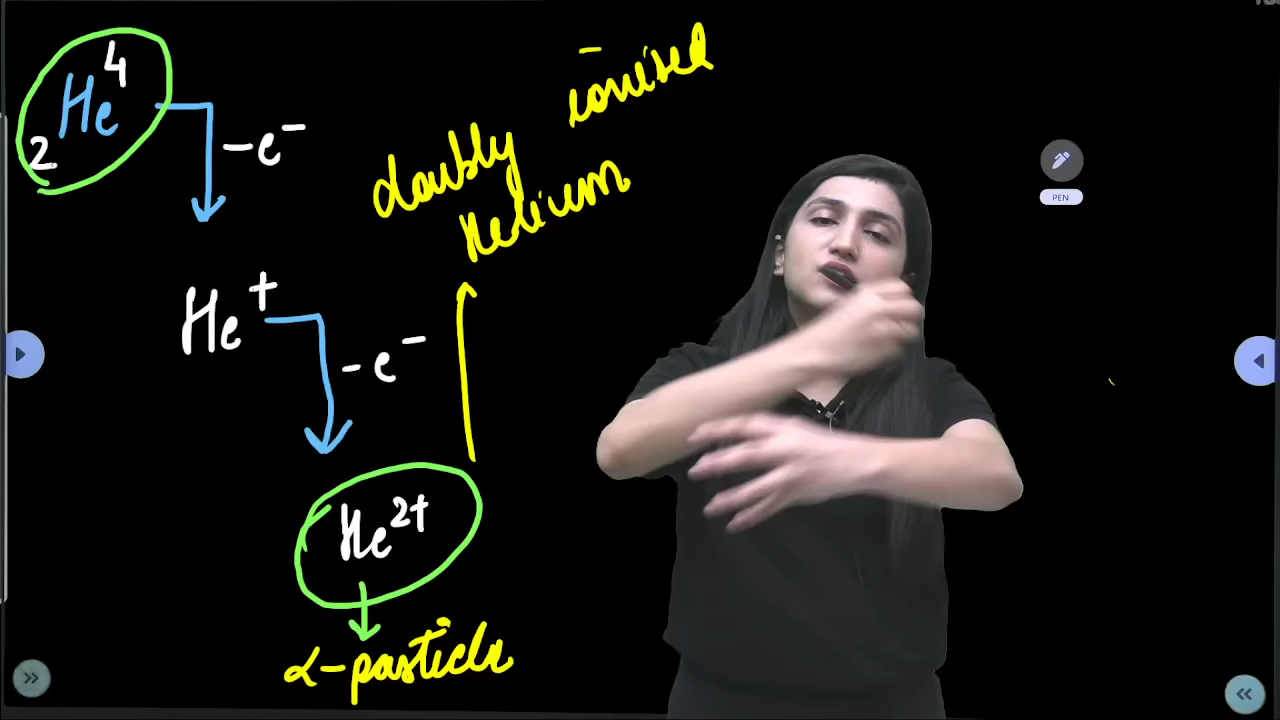 ₂He⁴
-e⁻
doubly ionised
Helium
He⁺
-e⁻
He²⁺
α-particle
PEN